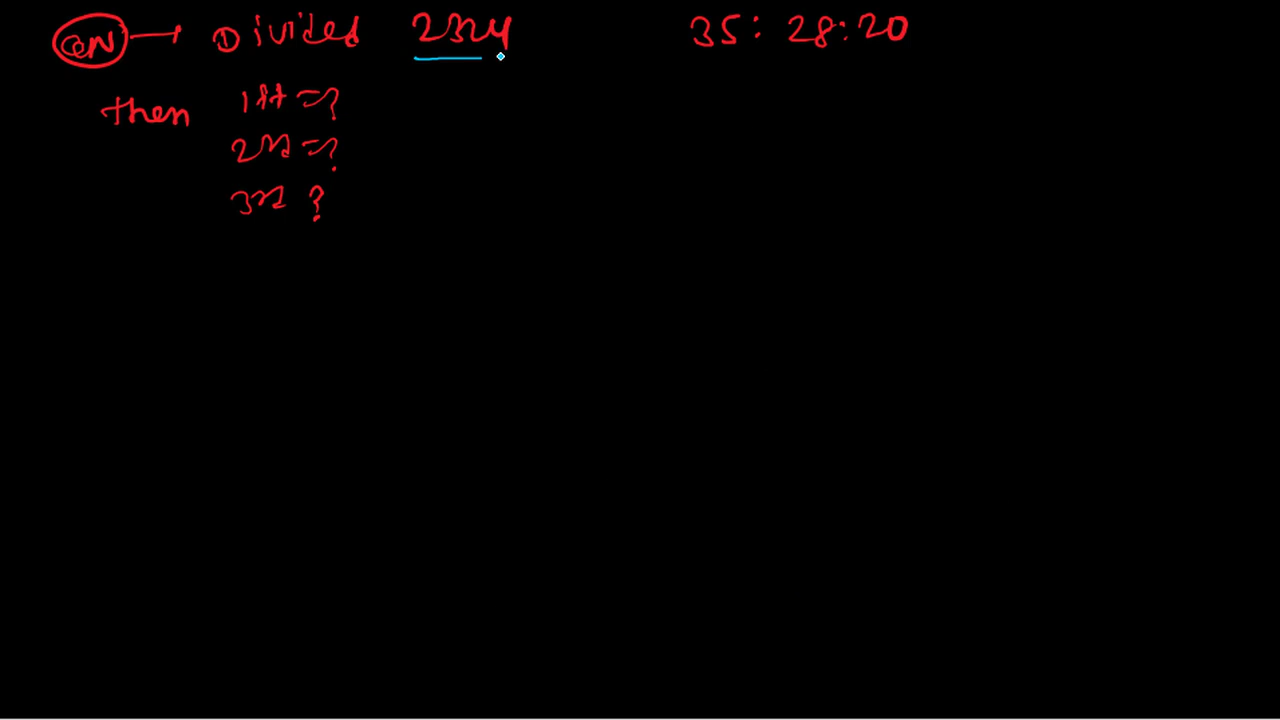 QN → Divided 2324 35:28:20
then 1st = ?
2nd = ?
3rd ?